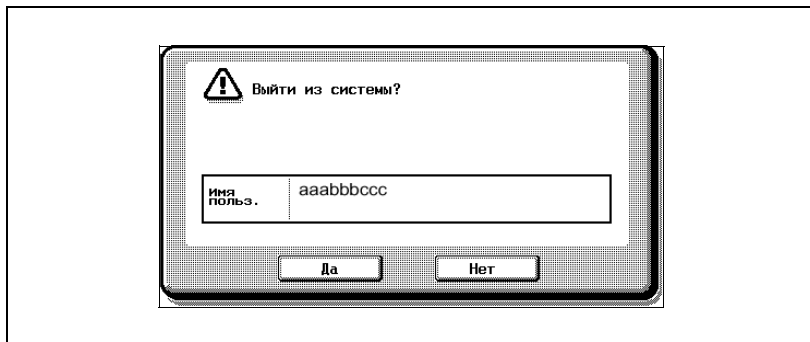 Выйти из системы?
Имя
польз.
aaabbbccc
Да
Нет